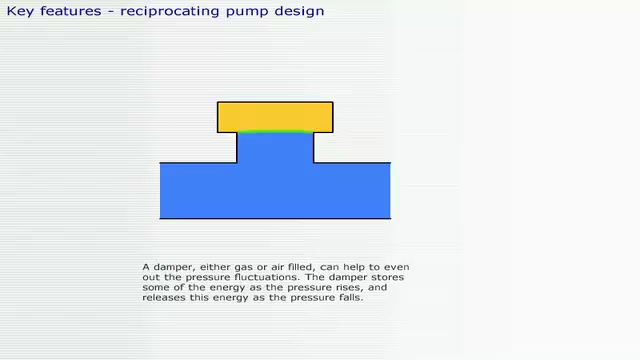 Key features - reciprocating pump design
A damper, either gas or air filled, can help to even
out the pressure fluctuations. The damper stores
some of the energy as the pressure rises, and
releases this energy as the pressure falls.